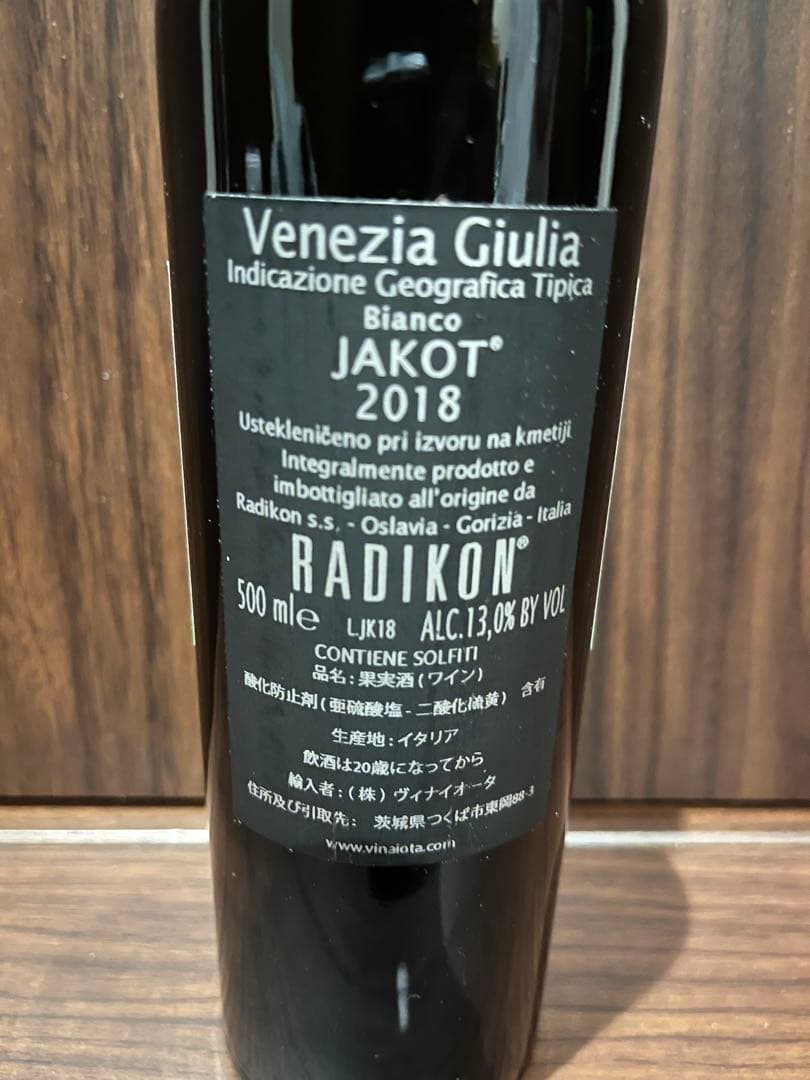 Venezia Giulia
Indicazione Geografica Tipica
Bianco
JAKOT®
2018
Ustekleničeno pri izvoru na kmetiji
Integralmente prodotto e
imbottigliato all'origine da
Radikon s.s. - Oslavia - Gorizia - Italia
RADIKON®
500 ml℮ L.JK18 ALC.13,0% BY VOL
CONTIENE SOLFITI
品名:果実酒(ワイン)
酸化防止剤(亜硫酸塩-二酸化硫黄) 含有
生産地:イタリア
飲酒は20歳になってから
輸入者:(株)ヴィナイオータ
住所及び引取先: 茨城県つくば市東岡88-3
www.vinaiota.com